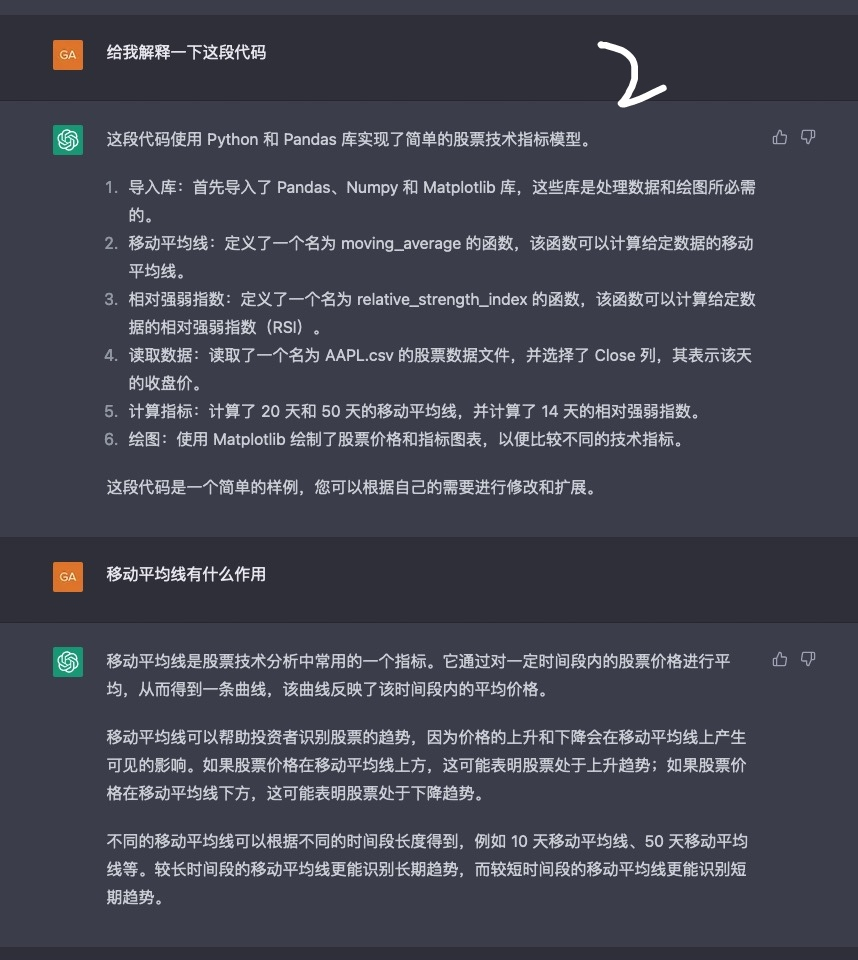 GA
给我解释一下这段代码
2
这段代码使用 Python 和 Pandas 库实现了简单的股票技术指标模型。
1. 导入库：首先导入了 Pandas、Numpy 和 Matplotlib 库，这些库是处理数据和绘图所必需
的。
2. 移动平均线：定义了一个名为 moving_average 的函数，该函数可以计算给定数据的移动
平均线。
3. 相对强弱指数：定义了一个名为 relative_strength_index 的函数，该函数可以计算给定数
据的相对强弱指数（RSI）。
4. 读取数据：读取了一个名为 AAPL.csv 的股票数据文件，并选择了 Close 列，其表示该天
的收盘价。
5. 计算指标：计算了 20 天和 50 天的移动平均线，并计算了 14 天的相对强弱指数。
6. 绘图：使用 Matplotlib 绘制了股票价格和指标图表，以便比较不同的技术指标。
这段代码是一个简单的样例，您可以根据自己的需要进行修改和扩展。
GA
移动平均线有什么作用
移动平均线是股票技术分析中常用的一个指标。它通过对一定时间段内的股票价格进行平
均，从而得到一条曲线，该曲线反映了该时间段内的平均价格。
移动平均线可以帮助投资者识别股票的趋势，因为价格的上升和下降会在移动平均线上产生
可见的影响。如果股票价格在移动平均线上方，这可能表明股票处于上升趋势；如果股票价
格在移动平均线下方，这可能表明股票处于下降趋势。
不同的移动平均线可以根据不同的时间段长度得到，例如 10 天移动平均线、50 天移动平均
线等。较长时间段的移动平均线更能识别长期趋势，而较短时间段的移动平均线更能识别短
期趋势。